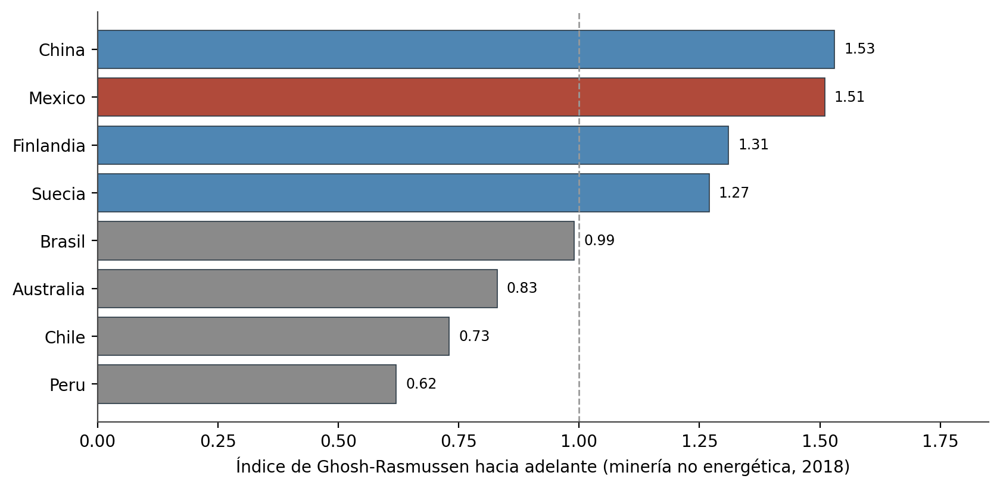 China 1.53
Mexico 1.51
Finlandia 1.31
Suecia 1.27
Brasil 0.99
Australia 0.83
Chile 0.73
Peru 0.62
0.00 0.25 0.50 0.75 1.00 1.25 1.50 1.75
Índice de Ghosh-Rasmussen hacia adelante (minería no energética, 2018)